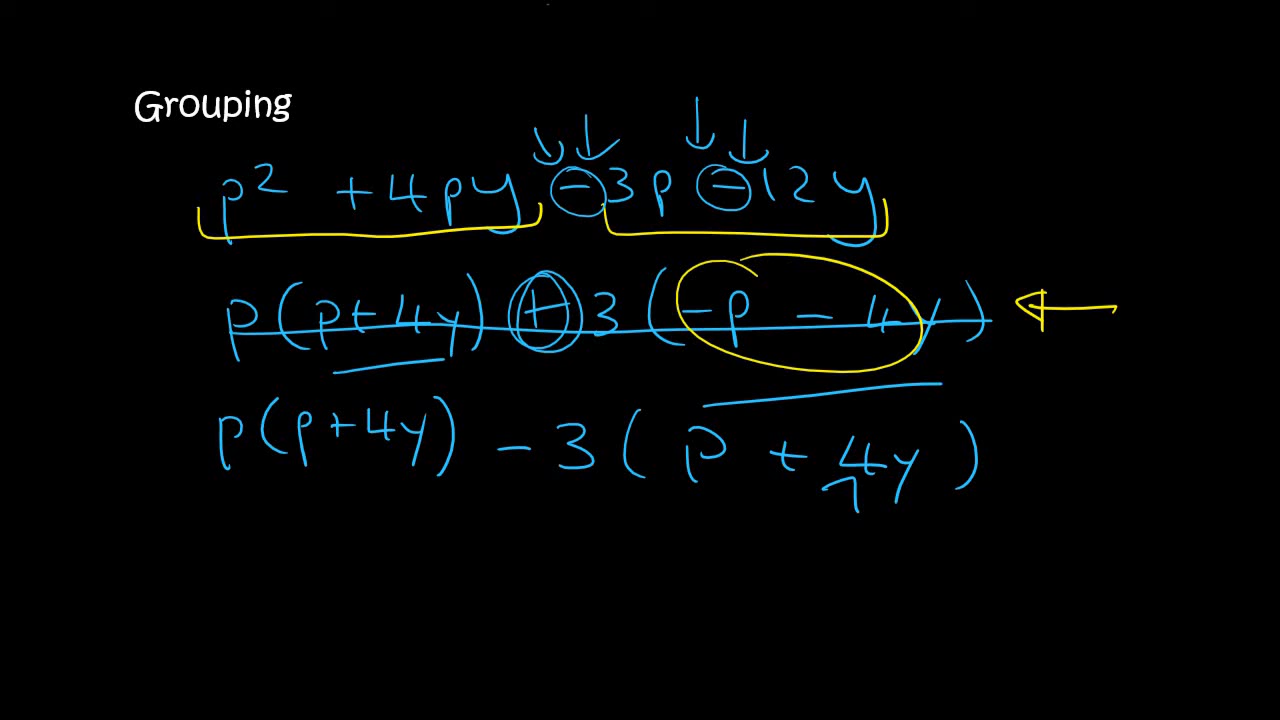 Grouping
p² + 4py - 3p - 12y
p(p+4y) + 3(-p - 4y)
p(p+4y) - 3(p + 4y)